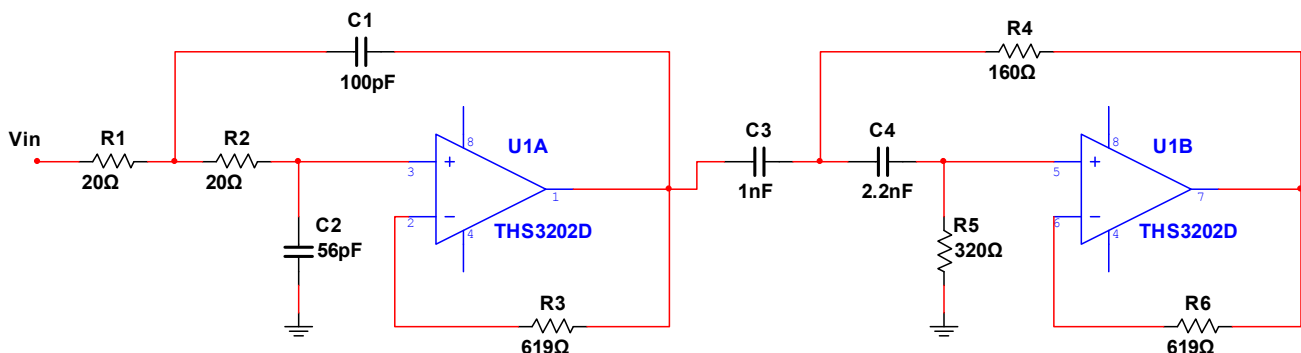 C1
100pF
R4
160Ω
Vin
R1
20Ω
R2
20Ω
8
U1A
3
+
1
2
−
4
THS3202D
C2
56pF
R3
619Ω
C3
1nF
C4
2.2nF
8
U1B
5
+
7
6
−
4
THS3202D
R5
320Ω
R6
619Ω